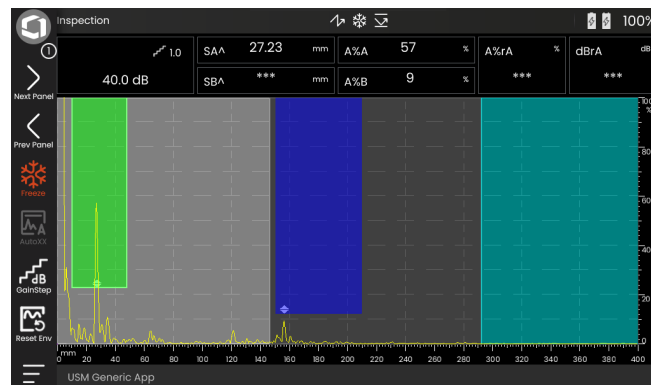 Inspection
100%
1
1.0
40.0 dB
SA^ 27.23 mm
SB^ *** mm
A%A 57 %
A%B 9 %
A%rA % ***
dBrA dB ***
Next Panel
Prev Panel
Freeze
A
AutoXX
dB
GainStep
Reset Env
100
%
80
60
40
20
0
mm 20 40 60 80 100 120 140 160 180 200 220 240 260 280 300 320 340 360 380 400
USM Generic App